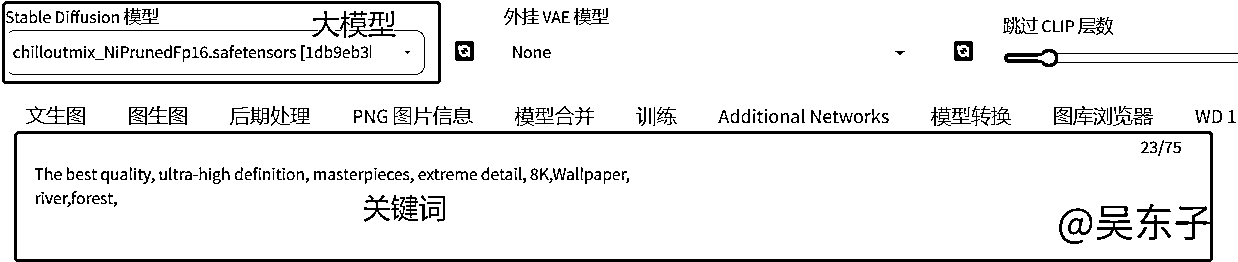 Stable Diffusion 模型
大模型
外挂 VAE 模型
跳过 CLIP 层数
chilloutmix_NiPrunedFp16.safetensors [1db9eb3
None
文生图 图生图 后期处理 PNG 图片信息 模型合并 训练 Additional Networks 模型转换 图库浏览器 WD 1
23/75
The best quality, ultra-high definition, masterpieces, extreme detail, 8K,Wallpaper,
river,forest,
关键词
@吴东子